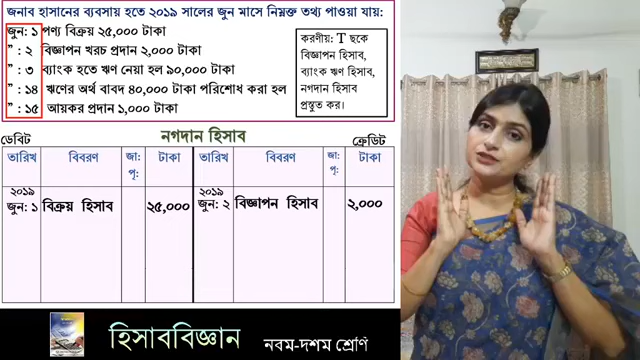 জনাব হাসানের ব্যবসায় হতে ২০১৯ সালের জুন মাসে নিম্নক্ত তথ্য পাওয়া যায়:
জুন: ১ পণ্য বিক্রয় ২৫,০০০ টাকা
” : ২ বিজ্ঞাপন খরচ প্রদান ২,০০০ টাকা
” : ৩ ব্যাংক হতে ঋণ নেয়া হল ৯০,০০০ টাকা
” : ১৪ ঋণের অর্থ বাবদ ৪০,০০০ টাকা পরিশোধ করা হল
” : ১৫ আয়কর প্রদান ১,০০০ টাকা
করণীয়: T ছকে
বিজ্ঞাপন হিসাব,
ব্যাংক ঋণ হিসাব,
নগদান হিসাব
প্রস্তুত কর।
নগদান হিসাব
ডেবিট ক্রেডিট
তারিখ বিবরণ জা: টাকা তারিখ বিবরণ জা: টাকা
পৃ: পৃ:
২০১৯ ২০১৯
জুন: ১ বিক্রয় হিসাব ২৫,০০০ জুন: ২ বিজ্ঞাপন হিসাব ২,০০০
হিসাববিজ্ঞান নবম-দশম শ্রেণি